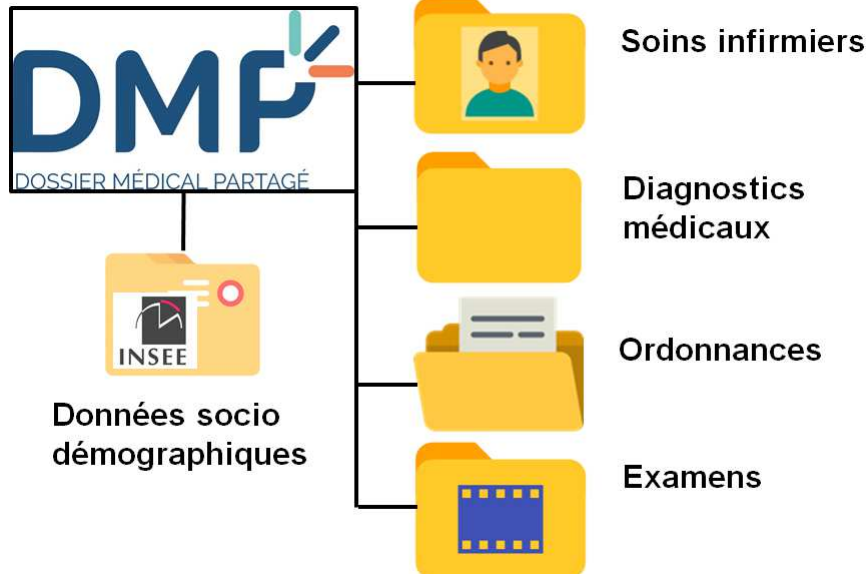 DMP
DOSSIER MÉDICAL PARTAGÉ
INSEE
Données socio
démographiques
Soins infirmiers
Diagnostics
médicaux
Ordonnances
Examens